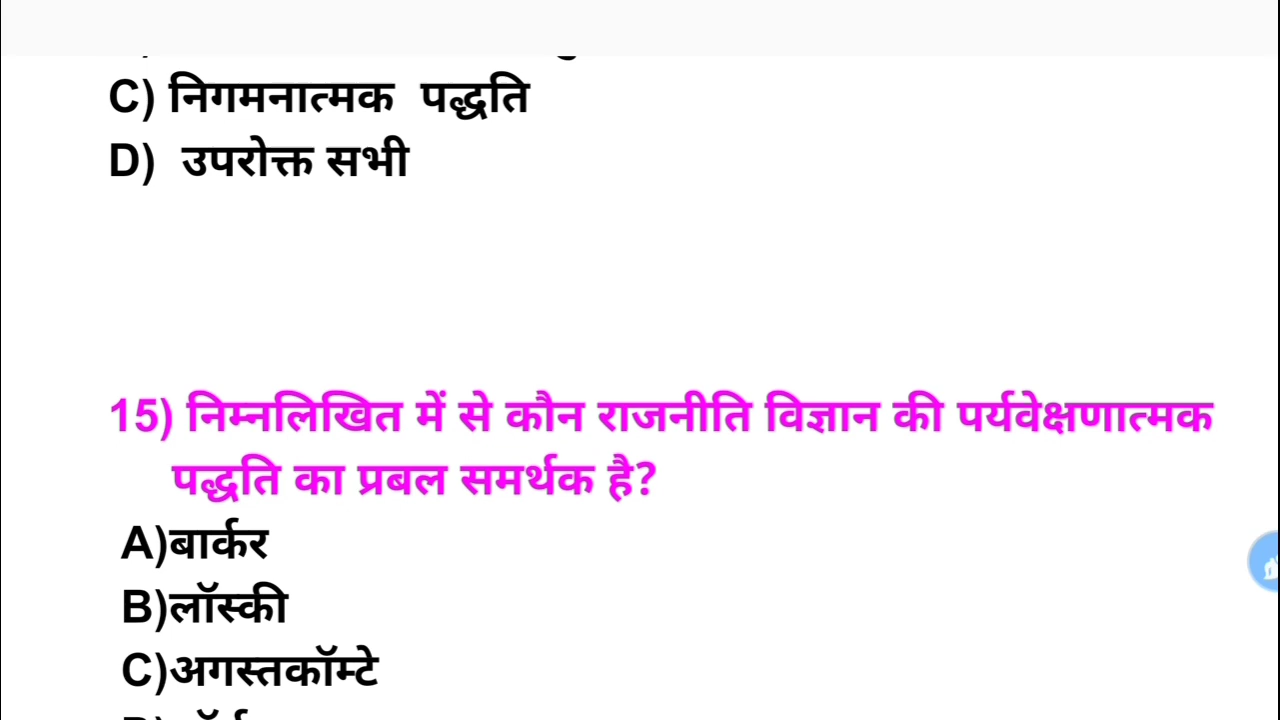 C) निगमनात्मक पद्धति
D) उपरोक्त सभी
15) निम्नलिखित में से कौन राजनीति विज्ञान की पर्यवेक्षणात्मक
पद्धति का प्रबल समर्थक है?
A)बार्कर
B)लॉस्की
C)अगस्तकॉम्टे